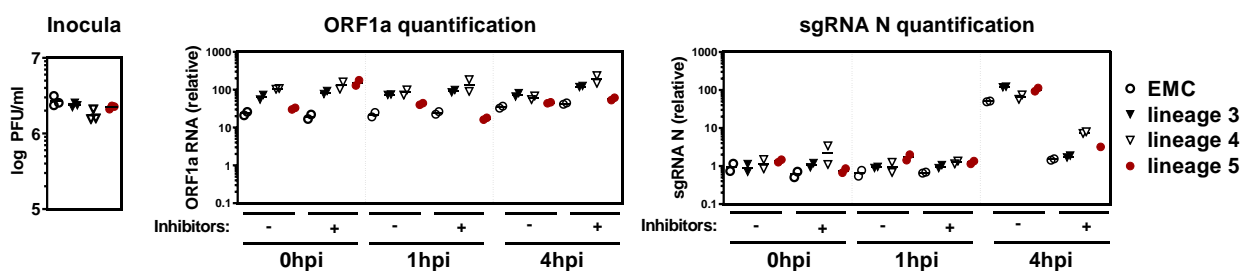 Inocula
log PFU/ml
7
6
5
ORF1a quantification
ORF1a RNA (relative)
1000
100
10
1
0.1
Inhibitors: - + - + - +
0hpi 1hpi 4hpi
sgRNA N quantification
sgRNA N (relative)
1000
100
10
1
0.1
Inhibitors: - + - + - +
0hpi 1hpi 4hpi
EMC
lineage 3
lineage 4
lineage 5